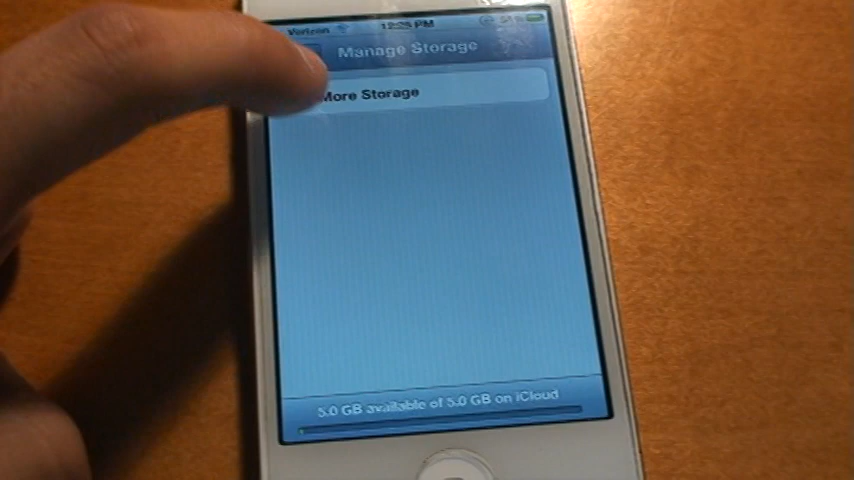 Verizon 12:25 PM
Manage Storage
More Storage
5.0 GB available of 5.0 GB on iCloud